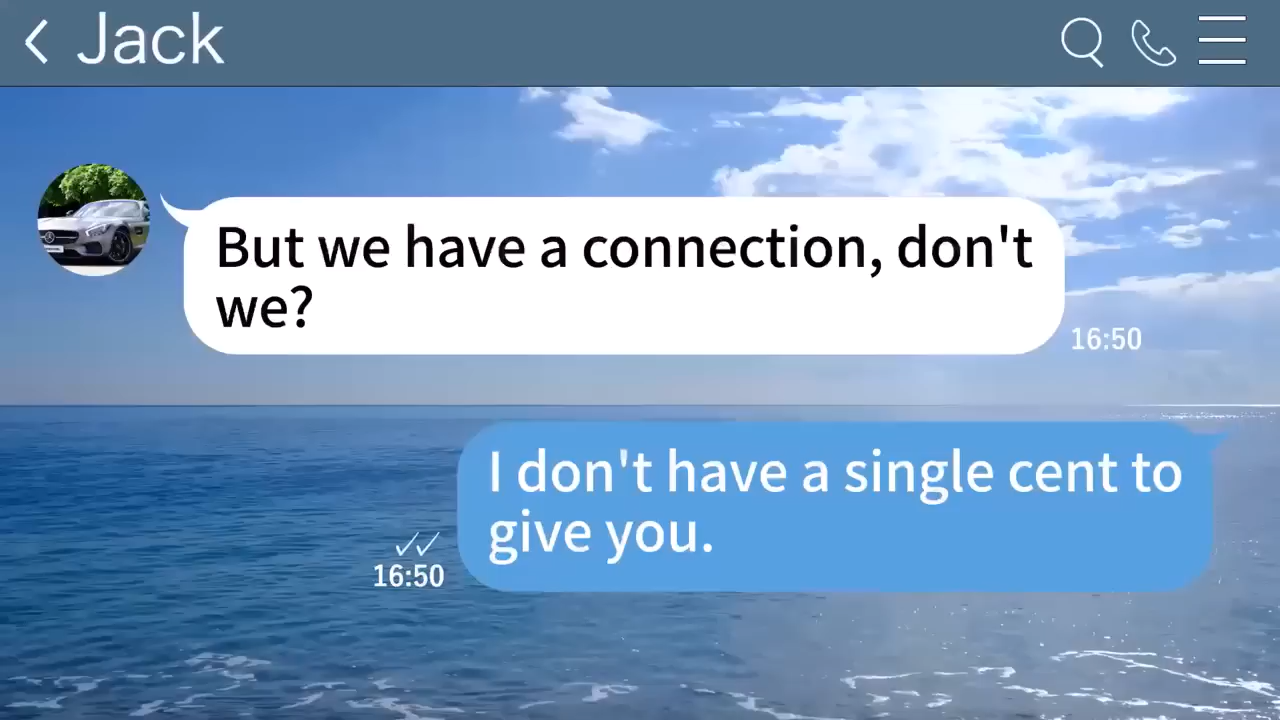 Jack
But we have a connection, don't
we?
16:50
I don't have a single cent to
give you.
16:50